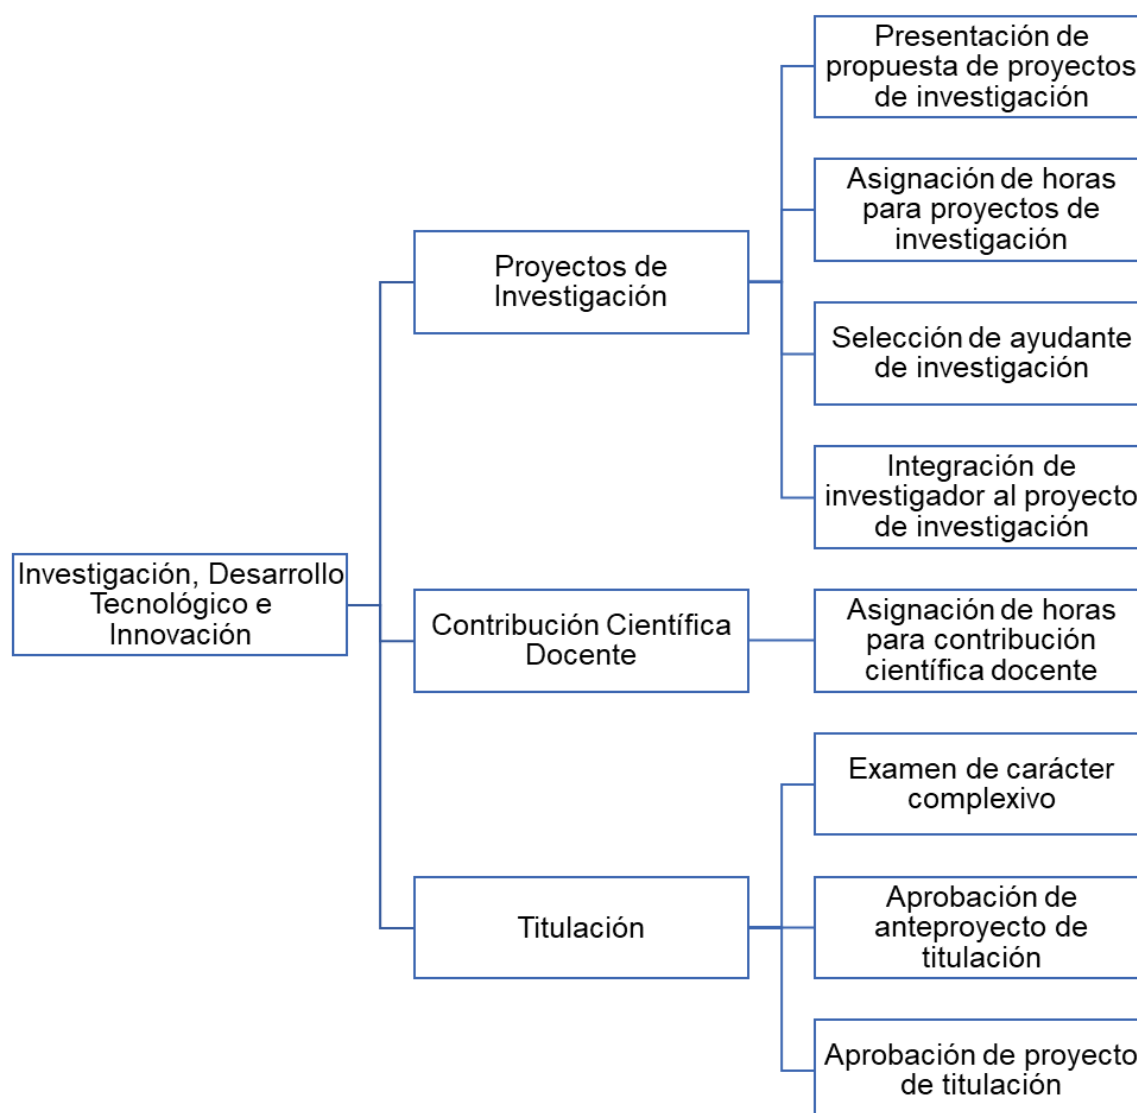 Presentación de
propuesta de proyectos
de investigación
Asignación de horas
para proyectos de
investigación
Proyectos de
Investigación
Selección de ayudante
de investigación
Integración de
investigador al proyecto
de investigación
Investigación, Desarrollo
Tecnológico e
Innovación
Contribución Científica
Docente
Asignación de horas
para contribución
científica docente
Examen de carácter
complexivo
Titulación
Aprobación de
anteproyecto de
titulación
Aprobación de proyecto
de titulación